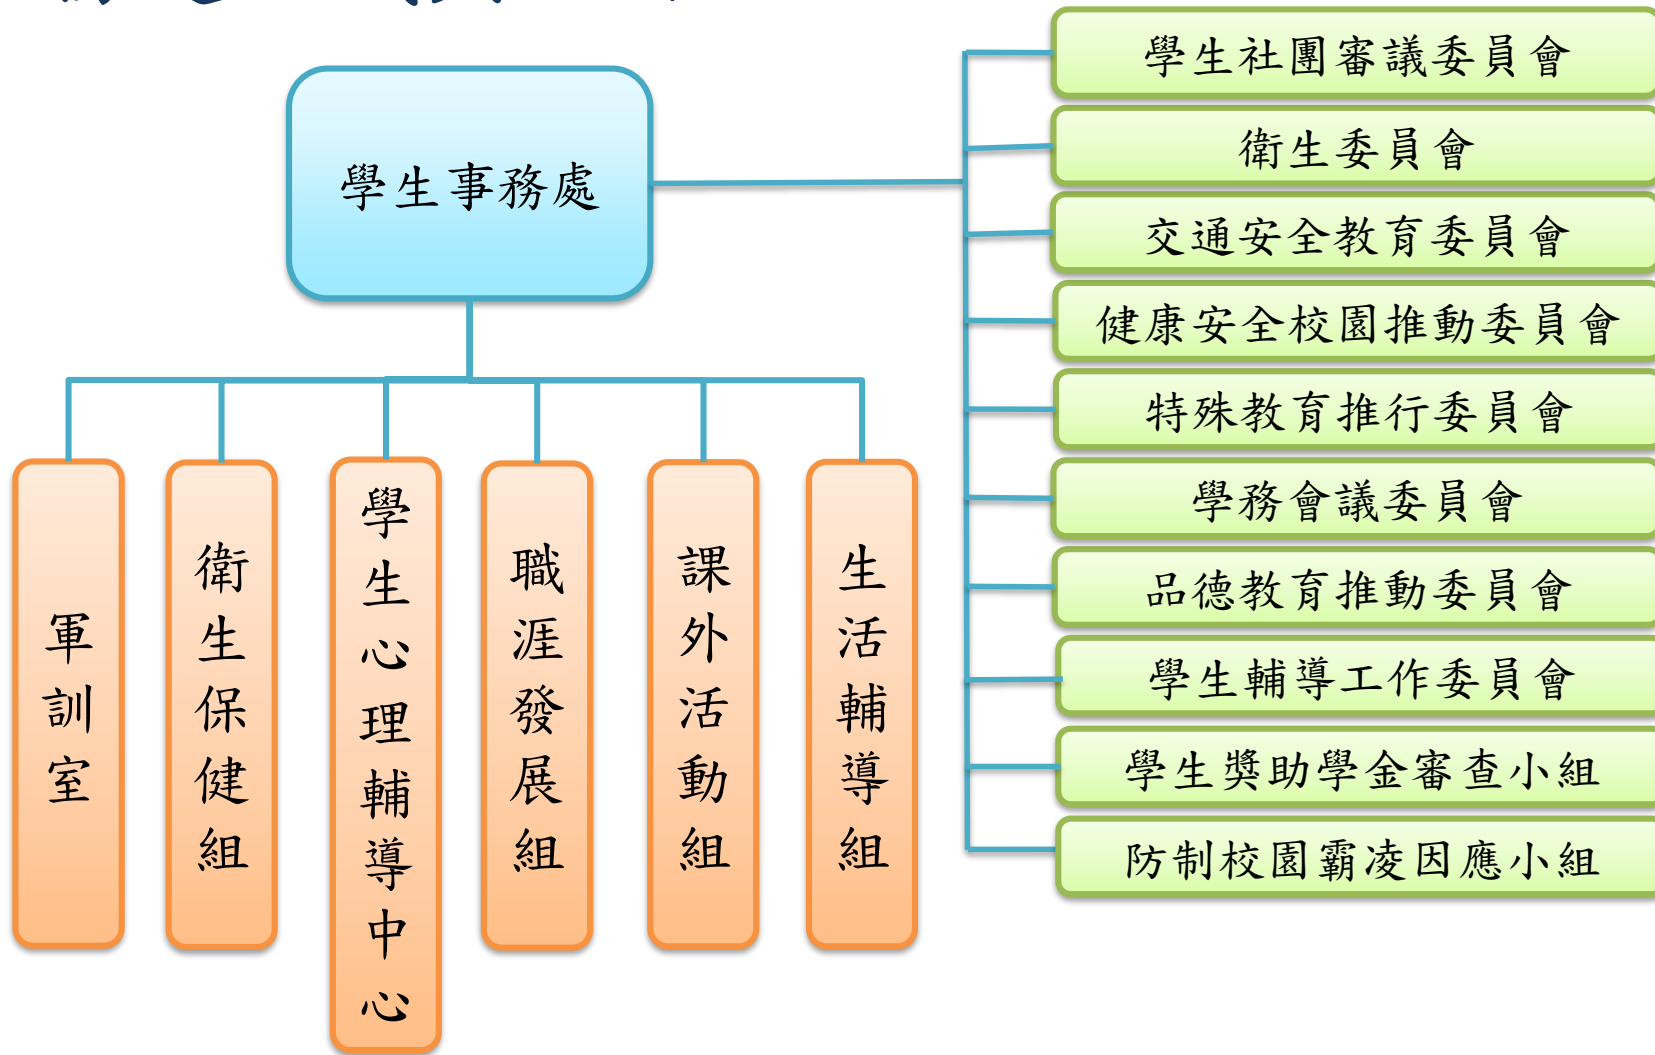 學生事務處
學生社團審議委員會
衛生委員會
交通安全教育委員會
健康安全校園推動委員會
特殊教育推行委員會
學務會議委員會
品德教育推動委員會
學生輔導工作委員會
學生獎助學金審查小組
防制校園霸凌因應小組
軍訓室
衛生保健組
學生心理輔導中心
職涯發展組
課外活動組
生活輔導組